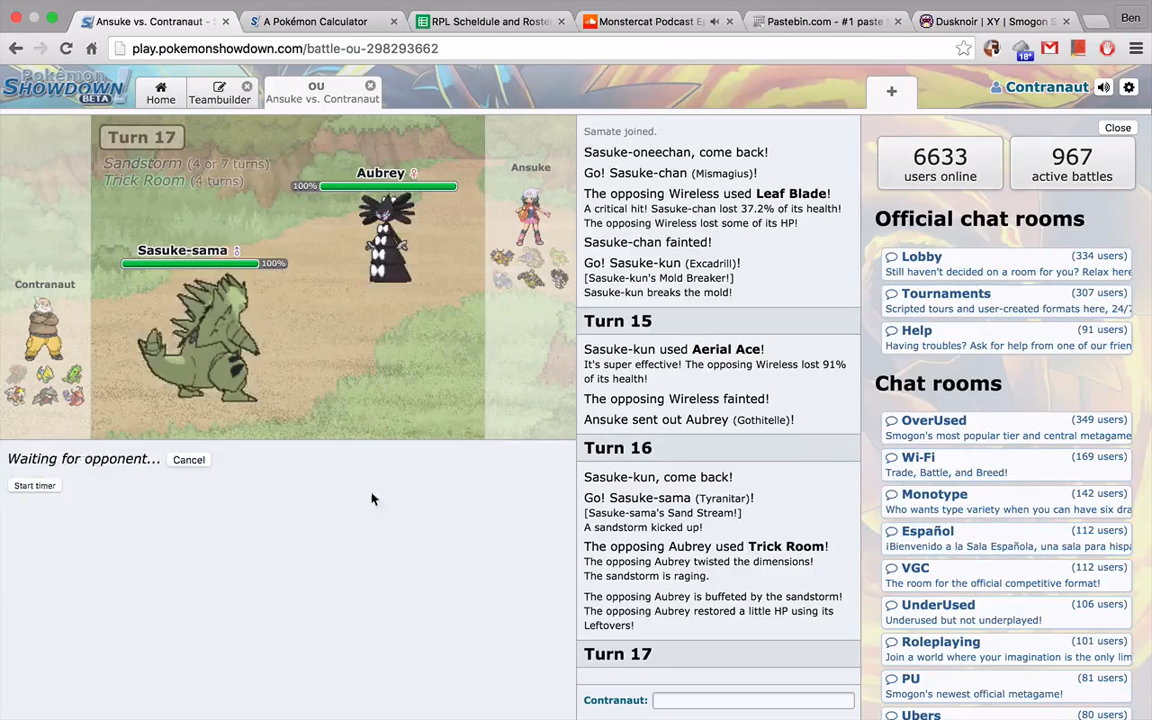 Ansuke vs. Contranaut - S
A Pokémon Calculator
RPL Scheldule and Roster
Monstercat Podcast Ep
Pastebin.com - #1 paste
Dusknoir | XY | Smogon S
Ben
play.pokemonshowdown.com/battle-ou-298293662
18°
Pokémon
SHOWDOWN!
BETA
Home
Teambuilder
OU
Ansuke vs. Contranaut
+
Contranaut
Turn 17
Sandstorm (4 or 7 turns)
Trick Room (4 turns)
Aubrey
100%
Sasuke-sama
100%
Ansuke
Contranaut
Waiting for opponent...
Cancel
Start timer
Samate joined.
Sasuke-oneechan, come back!
Go! Sasuke-chan (Mismagius)!
The opposing Wireless used Leaf Blade!
A critical hit! Sasuke-chan lost 37.2% of its health!
The opposing Wireless lost some of its HP!
Sasuke-chan fainted!
Go! Sasuke-kun (Excadrill)!
[Sasuke-kun's Mold Breaker!]
Sasuke-kun breaks the mold!
Turn 15
Sasuke-kun used Aerial Ace!
It's super effective! The opposing Wireless lost 91%
of its health!
The opposing Wireless fainted!
Ansuke sent out Aubrey (Gothitelle)!
Turn 16
Sasuke-kun, come back!
Go! Sasuke-sama (Tyranitar)!
[Sasuke-sama's Sand Stream!]
A sandstorm kicked up!
The opposing Aubrey used Trick Room!
The opposing Aubrey twisted the dimensions!
The sandstorm is raging.
The opposing Aubrey is buffeted by the sandstorm!
The opposing Aubrey restored a little HP using its
Leftovers!
Turn 17
Contranaut:
Close
6633
users online
967
active battles
Official chat rooms
Lobby
(334 users)
Still haven't decided on a room for you? Relax here
Tournaments
(307 users)
Scripted tours and user-created formats here, 24/7
Help
(91 users)
Having troubles? Ask for help from one of our frien
Chat rooms
OverUsed
(349 users)
Smogon's most popular tier and central metagame
Wi-Fi
(169 users)
Trade, Battle, and Breed!
Monotype
(142 users)
Who wants type variety when you can have six dra
Español
(112 users)
¡Bienvenido a la Sala Española, una sala para hispa
VGC
(112 users)
The room for the official competitive format!
UnderUsed
(106 users)
Underused but not underplayed!
Roleplaying
(101 users)
Join a world where your imagination is the only lim
PU
(81 users)
Smogon's newest official metagame!
Ubers
(80 users)